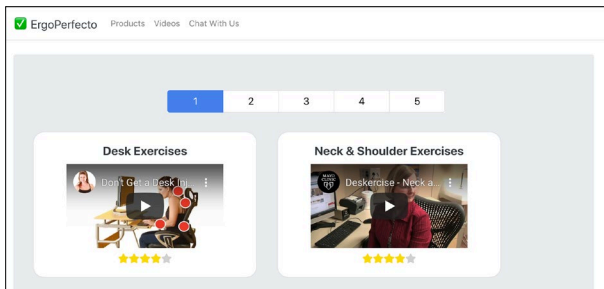 ErgoPerfecto Products Videos Chat With Us
1 2 3 4 5
Desk Exercises
Don't Get a Desk Inj
Neck & Shoulder Exercises
MAYO CLINIC
Deskercise - Neck a...